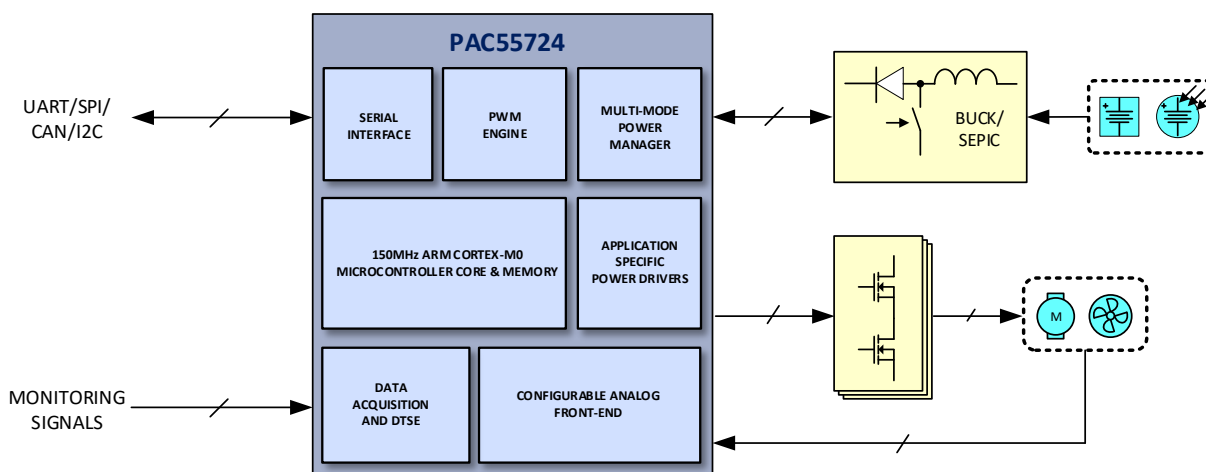 PAC55724
UART/SPI/
CAN/I2C
SERIAL
INTERFACE
PWM
ENGINE
MULTI-MODE
POWER
MANAGER
BUCK/
SEPIC
+
+
150MHz ARM CORTEX-M0
MICROCONTROLLER CORE & MEMORY
APPLICATION
SPECIFIC
POWER DRIVERS
M
MONITORING
SIGNALS
DATA
ACQUISITION
AND DTSE
CONFIGURABLE ANALOG
FRONT-END